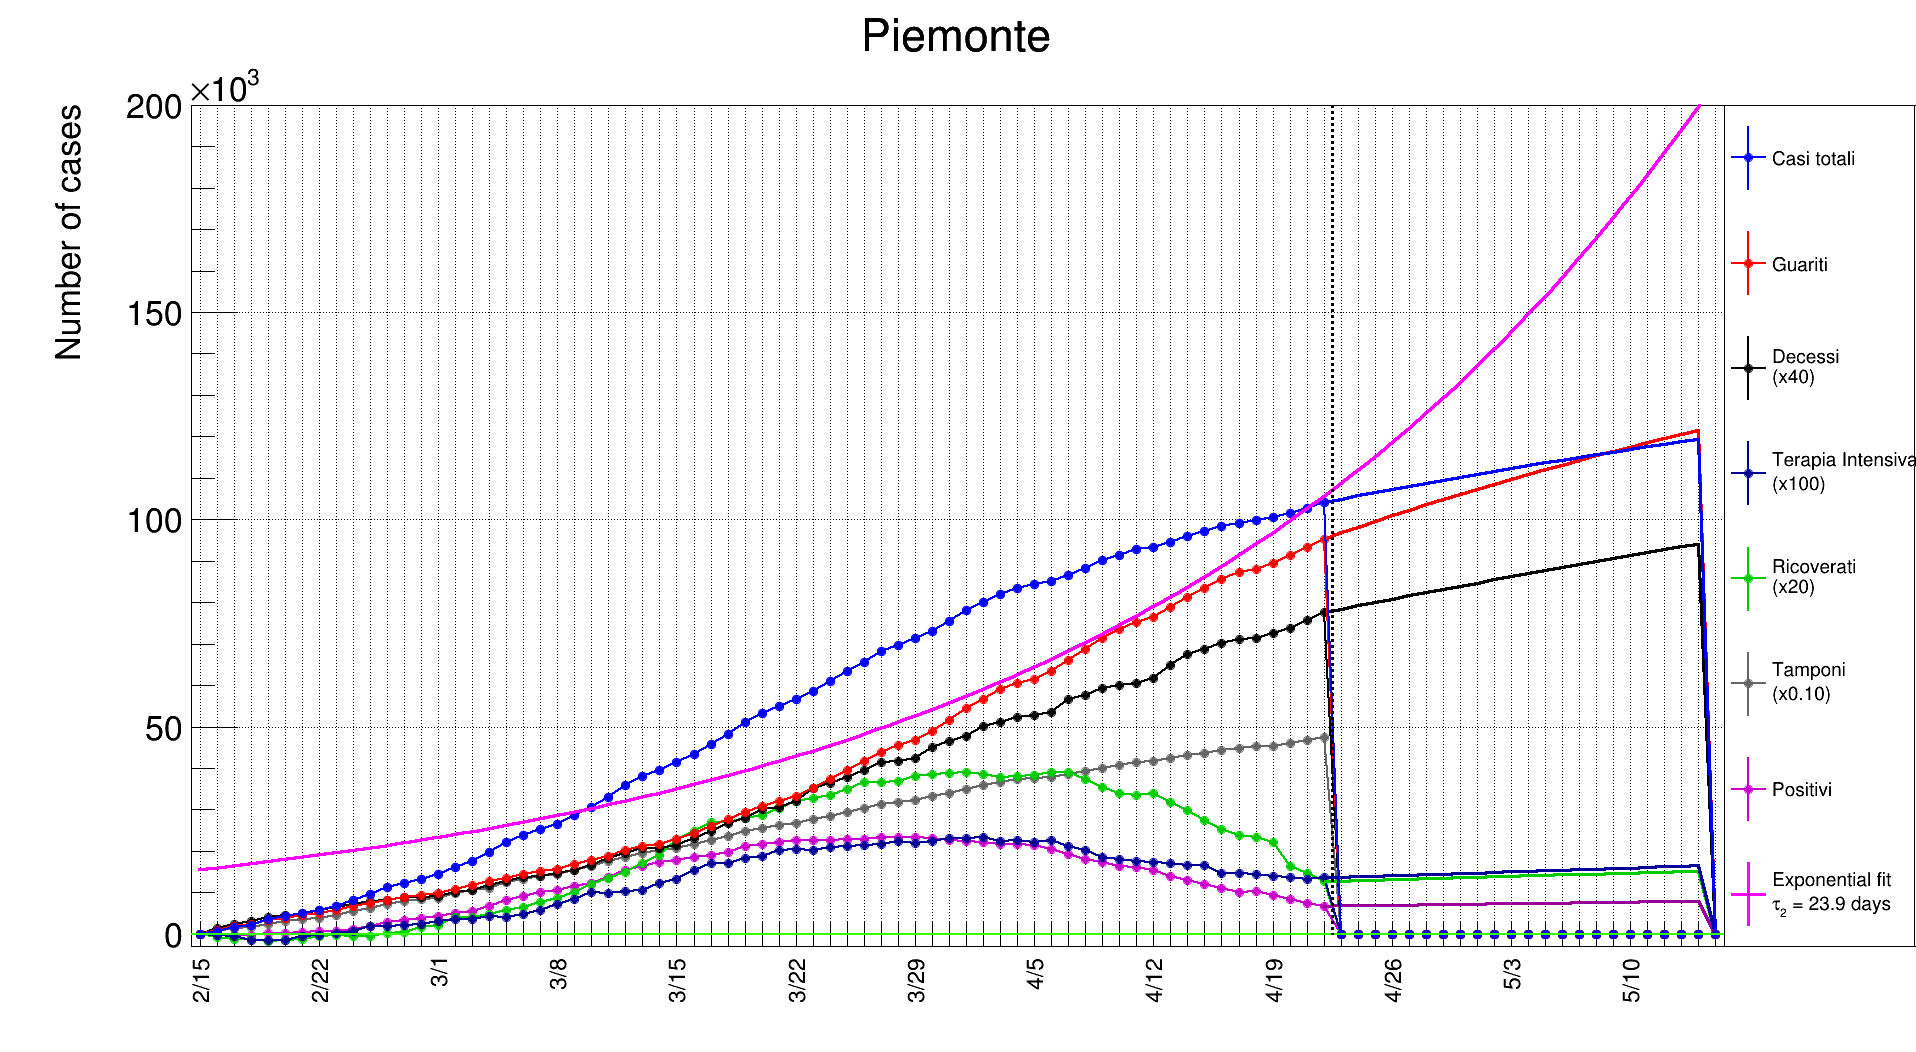 Piemonte
×10³
Number of cases
200
150
100
50
0
2/15
2/22
3/1
3/8
3/15
3/22
3/29
4/5
4/12
4/19
4/26
5/3
5/10
Casi totali
Guariti
Decessi
(x40)
Terapia Intensiva
(x100)
Ricoverati
(x20)
Tamponi
(x0.10)
Positivi
Exponential fit
τ₂ = 23.9 days